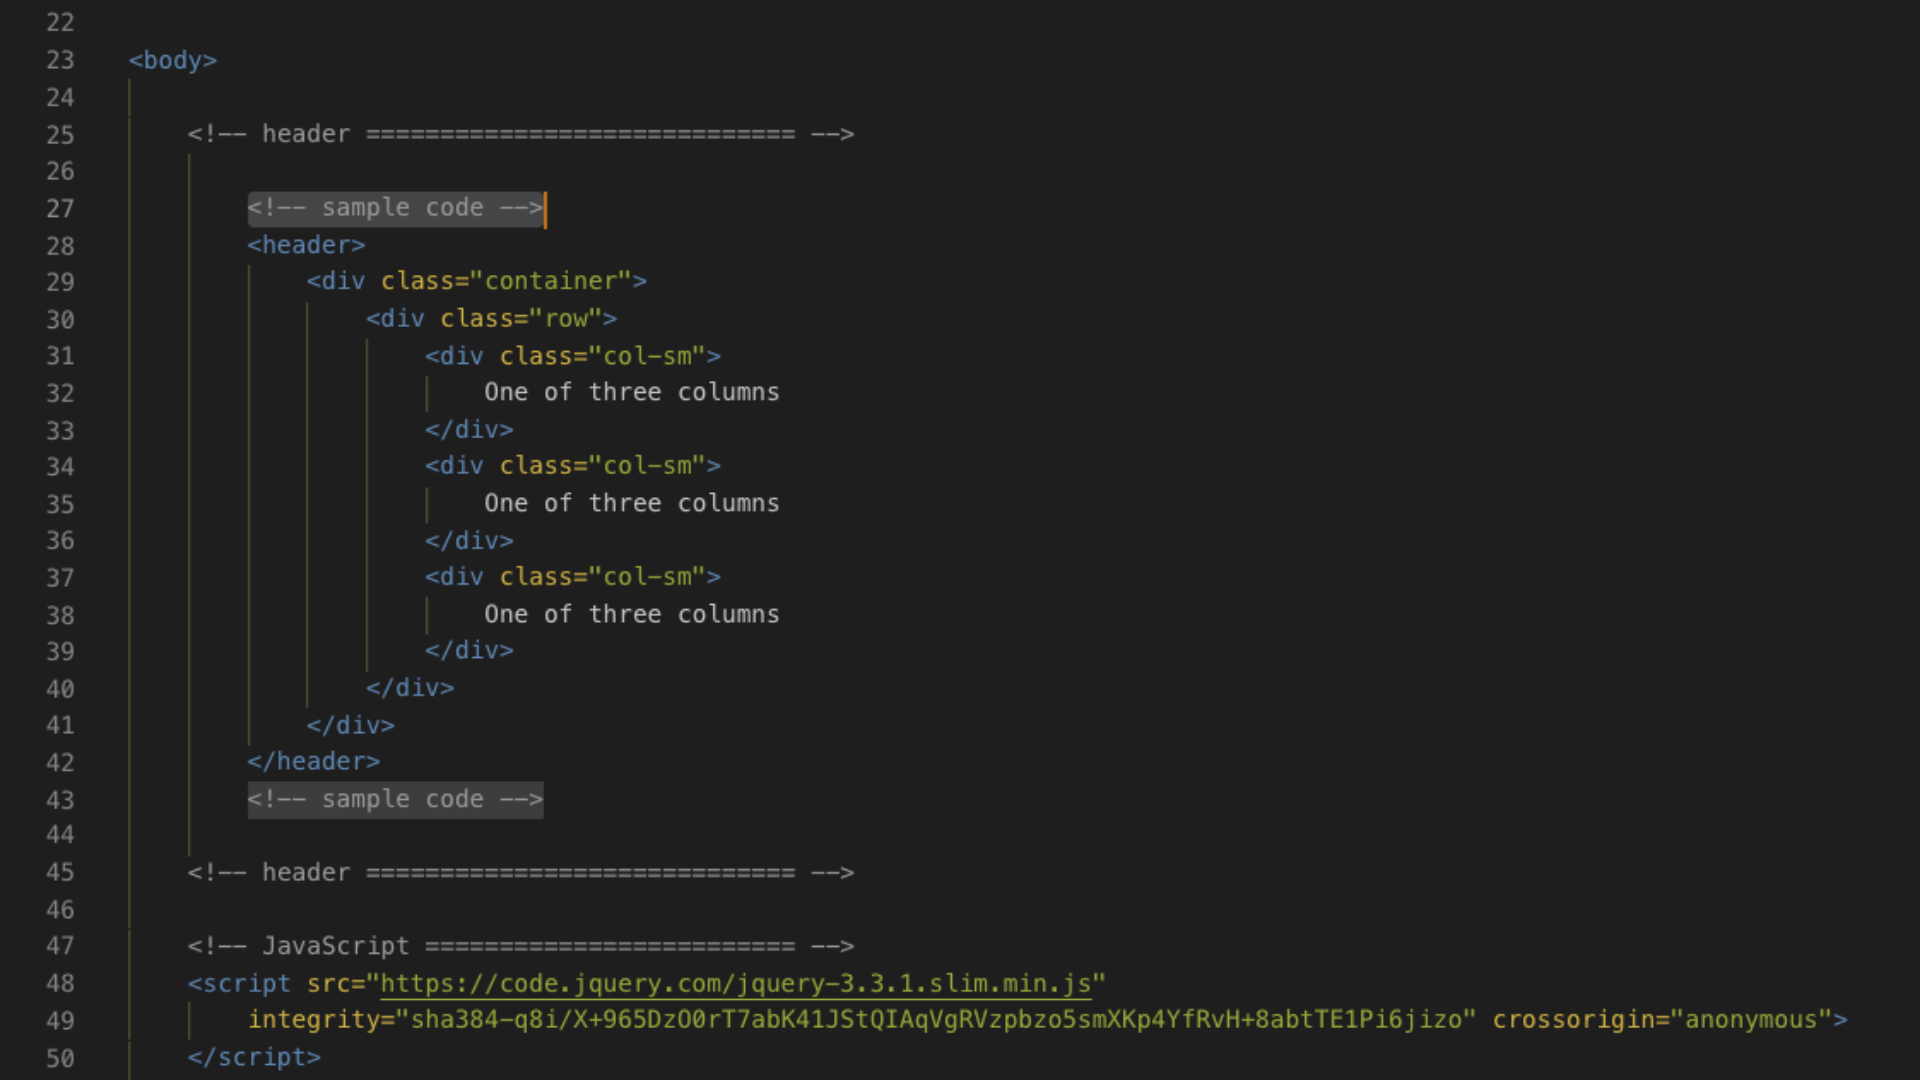 22
23 <body>
24
25 <!-- header ============================= -->
26
27 <!-- sample code -->
28 <header>
29 <div class="container">
30 <div class="row">
31 <div class="col-sm">
32 One of three columns
33 </div>
34 <div class="col-sm">
35 One of three columns
36 </div>
37 <div class="col-sm">
38 One of three columns
39 </div>
40 </div>
41 </div>
42 </header>
43 <!-- sample code -->
44
45 <!-- header ============================= -->
46
47 <!-- JavaScript ========================= -->
48 <script src="https://code.jquery.com/jquery-3.3.1.slim.min.js"
49 integrity="sha384-q8i/X+965DzO0rT7abK41JStQIAqVgRVzpbzo5smXKp4YfRvH+8abtTE1Pi6jizo" crossorigin="anonymous">
50 </script>